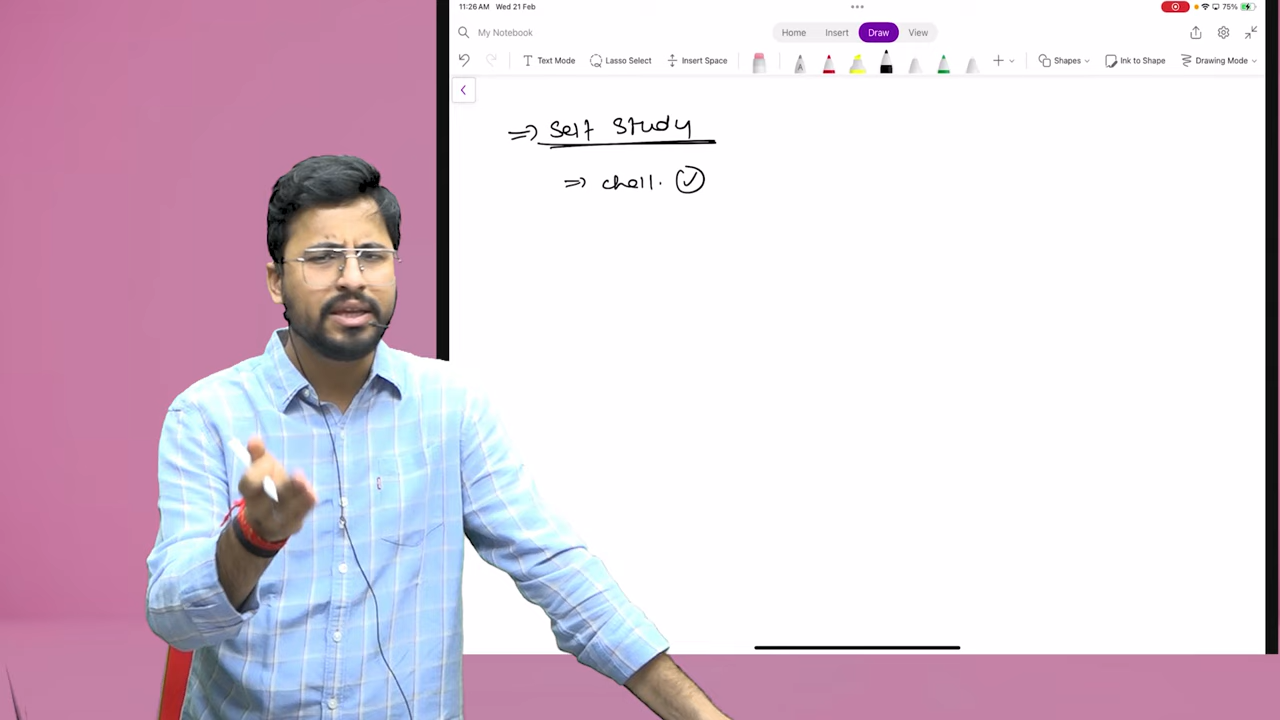 11:26 AM Wed 21 Feb
75%
My Notebook
Home Insert Draw View
Text Mode Lasso Select Insert Space Shapes Ink to Shape Drawing Mode
⇒ Self Study
⇒ chall.